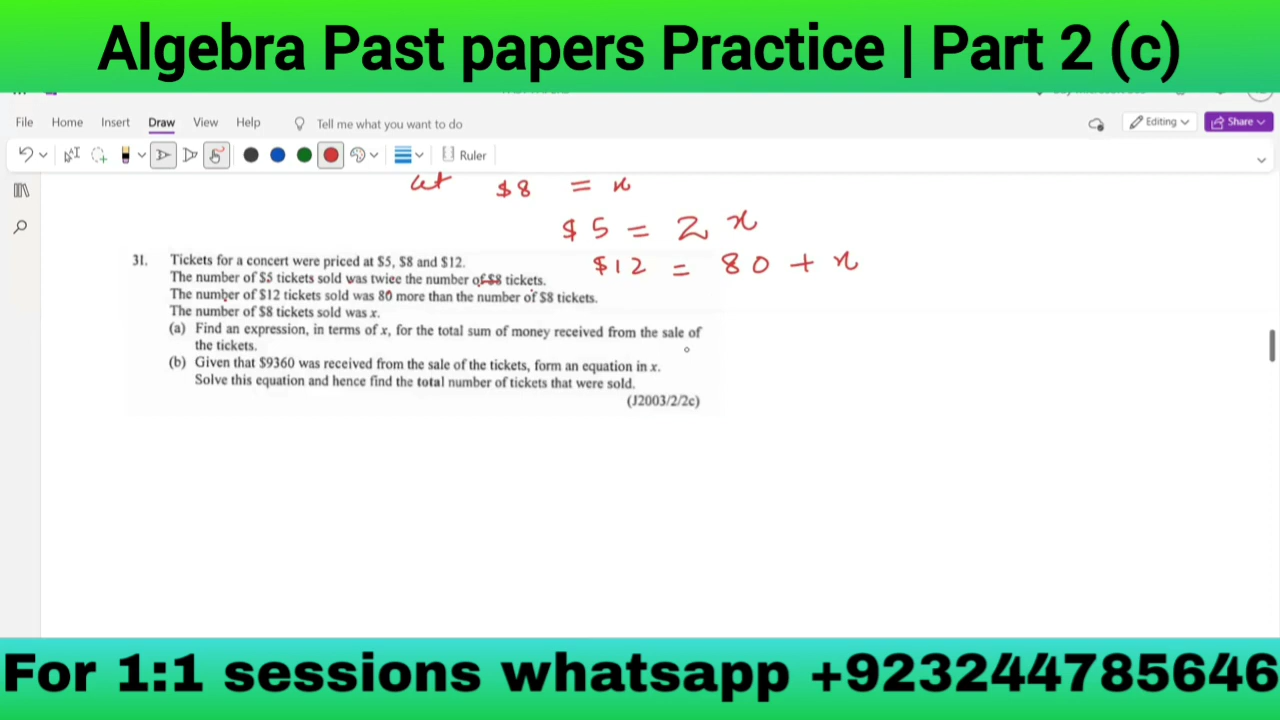 Algebra Past papers Practice | Part 2 (c)
File Home Insert Draw View Help Tell me what you want to do Editing Share
Ruler
let $8 = x
$5 = 2x
$12 = 80 + x
31. Tickets for a concert were priced at $5, $8 and $12.
The number of $5 tickets sold was twice the number of $8 tickets.
The number of $12 tickets sold was 80 more than the number of $8 tickets.
The number of $8 tickets sold was x.
(a) Find an expression, in terms of x, for the total sum of money received from the sale of
the tickets.
(b) Given that $9360 was received from the sale of the tickets, form an equation in x.
Solve this equation and hence find the total number of tickets that were sold.
(J2003/2/2c)
For 1:1 sessions whatsapp +923244785646